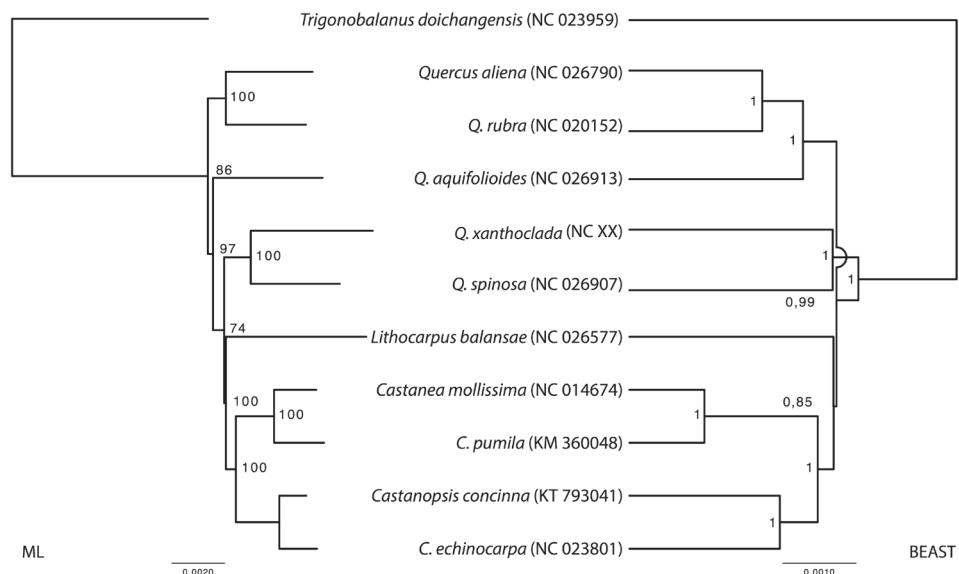 Trigonobalanus doichangensis (NC 023959)
Quercus aliena (NC 026790)
100
1
Q. rubra (NC 020152)
1
86
Q. aquifolioides (NC 026913)
Q. xanthoclada (NC XX)
97
100
1
1
Q. spinosa (NC 026907)
0,99
74
Lithocarpus balansae (NC 026577)
Castanea mollissima (NC 014674)
100
0,85
100
1
C. pumila (KM 360048)
100
1
Castanopsis concinna (KT 793041)
1
ML
C. echinocarpa (NC 023801)
BEAST
0.0020
0.0010